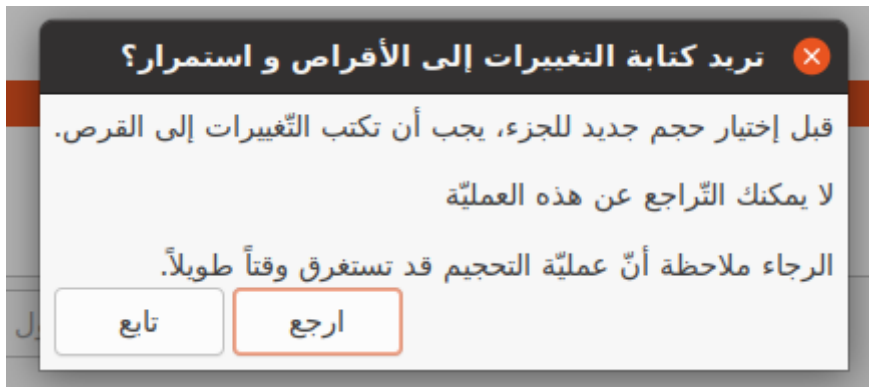 تريد كتابة التغييرات إلى الأقراص و استمرار؟
قبل إختيار حجم جديد للجزء، يجب أن تكتب التّغييرات إلى القرص.
لا يمكنك التّراجع عن هذه العمليّة
الرجاء ملاحظة أنّ عمليّة التحجيم قد تستغرق وقتاً طويلاً.
ارجع تابع